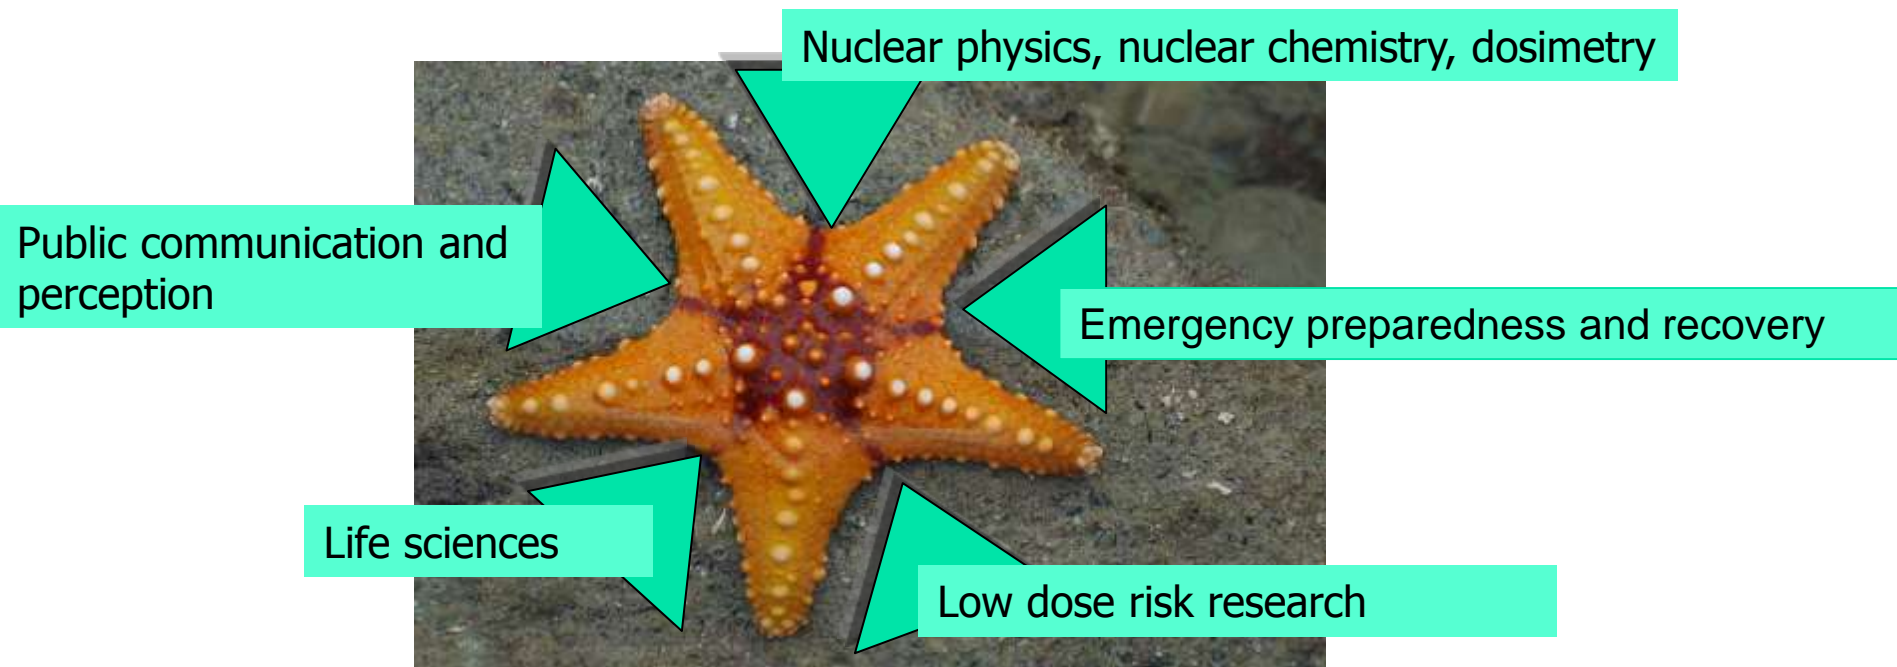 Nuclear physics, nuclear chemistry, dosimetry
Public communication and
perception
Emergency preparedness and recovery
Life sciences
Low dose risk research